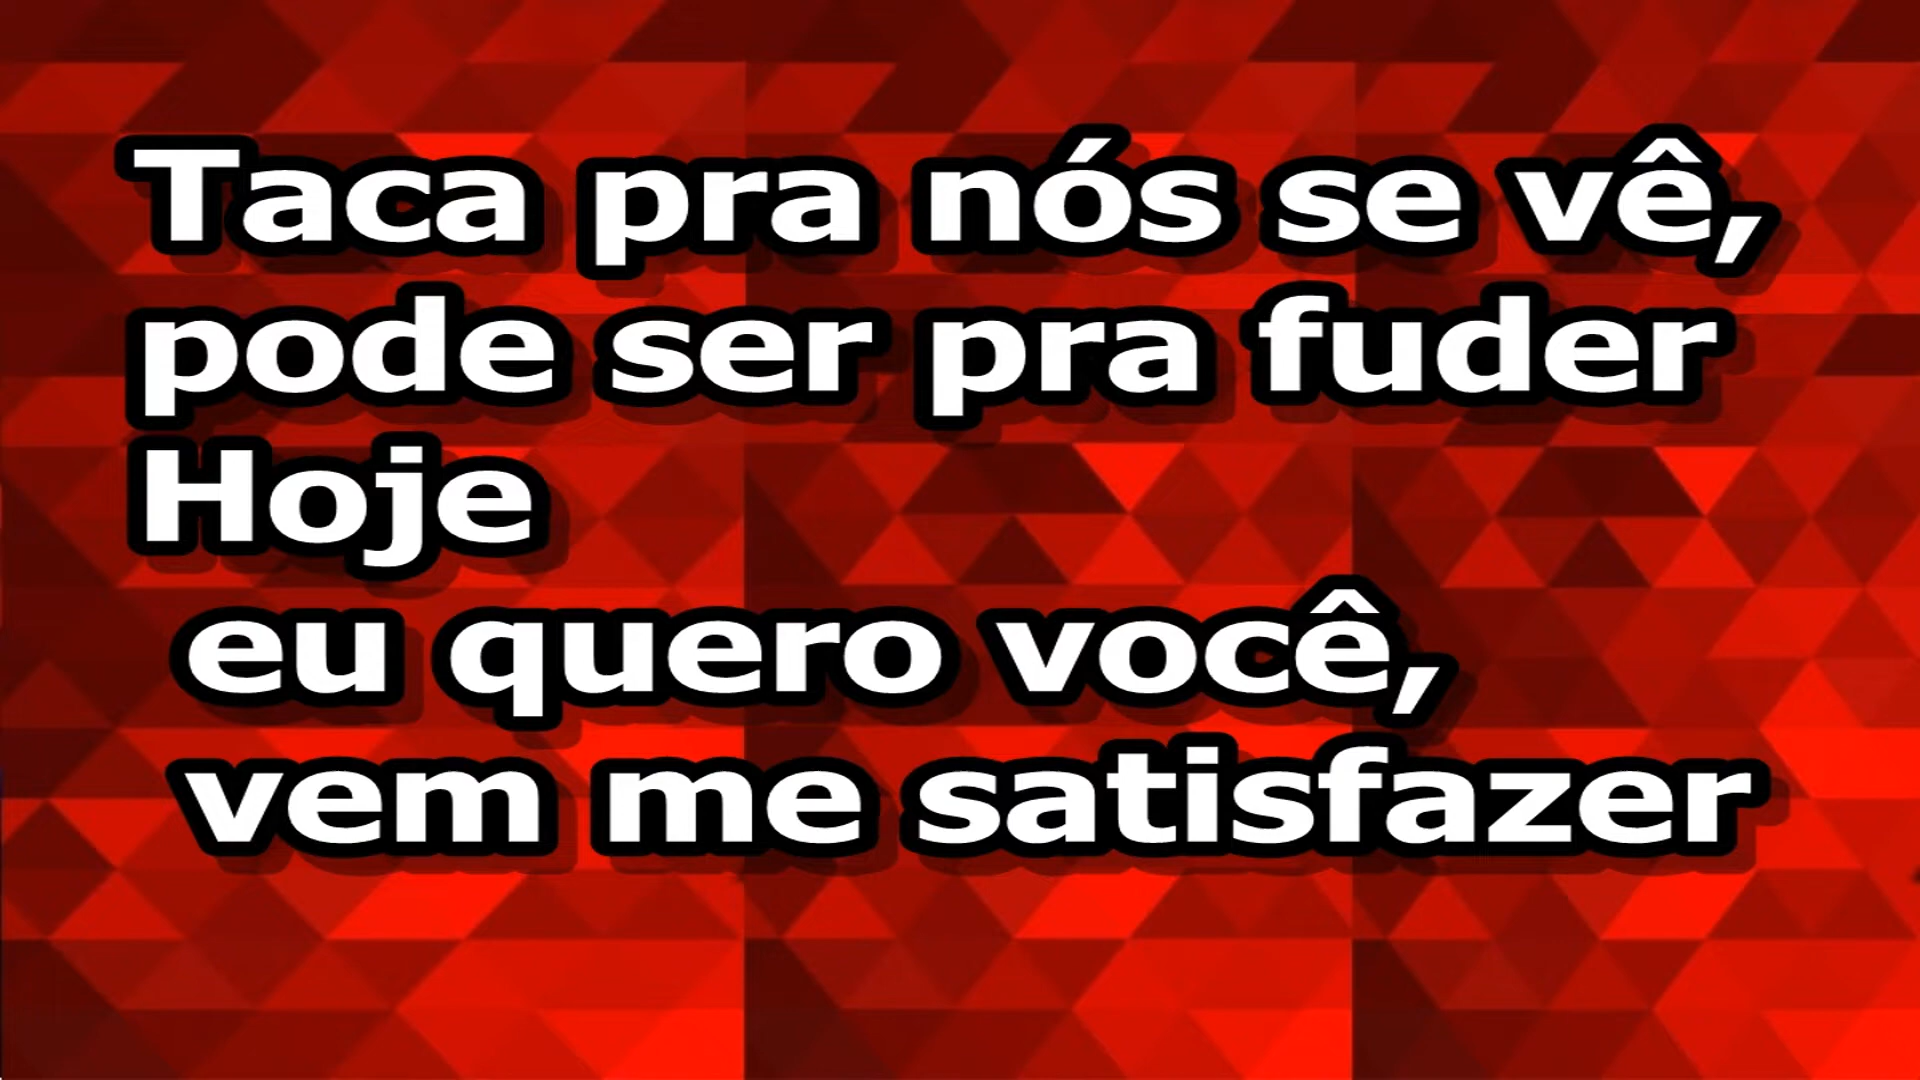 Taca pra nós se vê,
pode ser pra fuder
Hoje
eu quero você,
vem me satisfazer